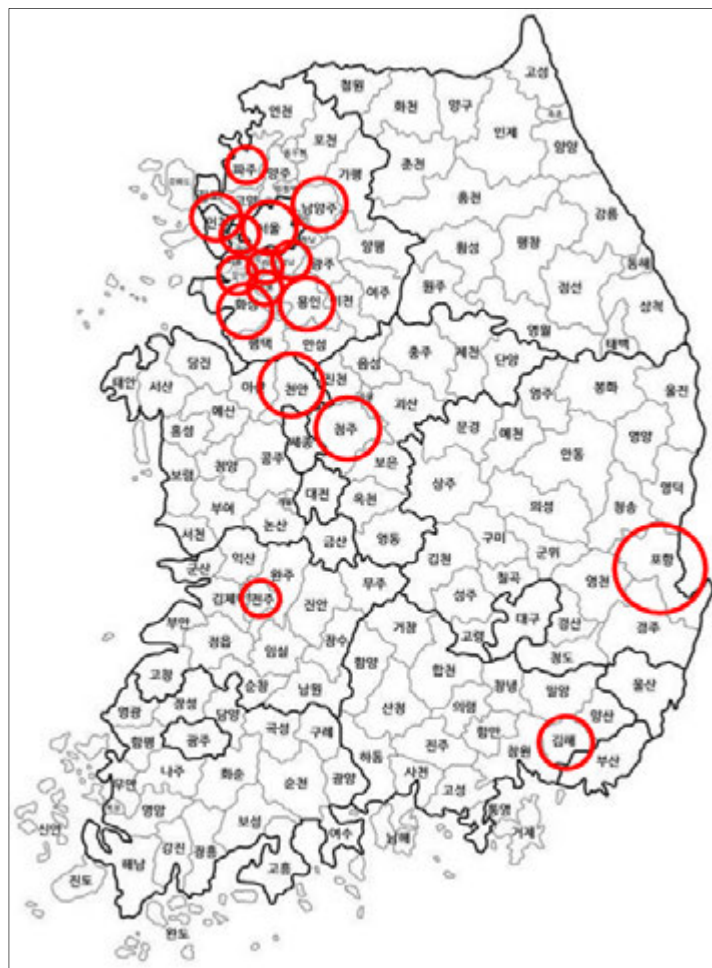 고성
철원
화천
양구
연천
인제
포천
양양
파주
양주
춘천
가평
고양
홍천
남양주
인천
서울
강릉
양평
횡성
평창
동해
광주
원주
정선
여주
이천
화성
용인
삼척
영월
평택
안성
태백
충주
제천
단양
당진
음성
진천
아산
천안
태안
서산
영주
봉화
울진
예산
괴산
청주
문경
예천
영양
홍성
세종
안동
공주
보은
보령
청양
상주
영덕
대전
옥천
의성
청송
부여
논산
서천
금산
영동
구미
군위
포항
김천
익산
군산
완주
무주
칠곡
영천
김제
전주
성주
진안
대구
경산
경주
부안
거창
고령
정읍
임실
장수
청도
함양
합천
고창
순창
남원
창녕
밀양
울산
장성
담양
산청
의령
양산
영광
곡성
구례
함평
광주
진주
함안
김해
하동
창원
부산
나주
화순
순천
광양
사천
무안
고성
영암
보성
통영
신안
여수
남해
거제
강진
장흥
해남
고흥
진도
완도